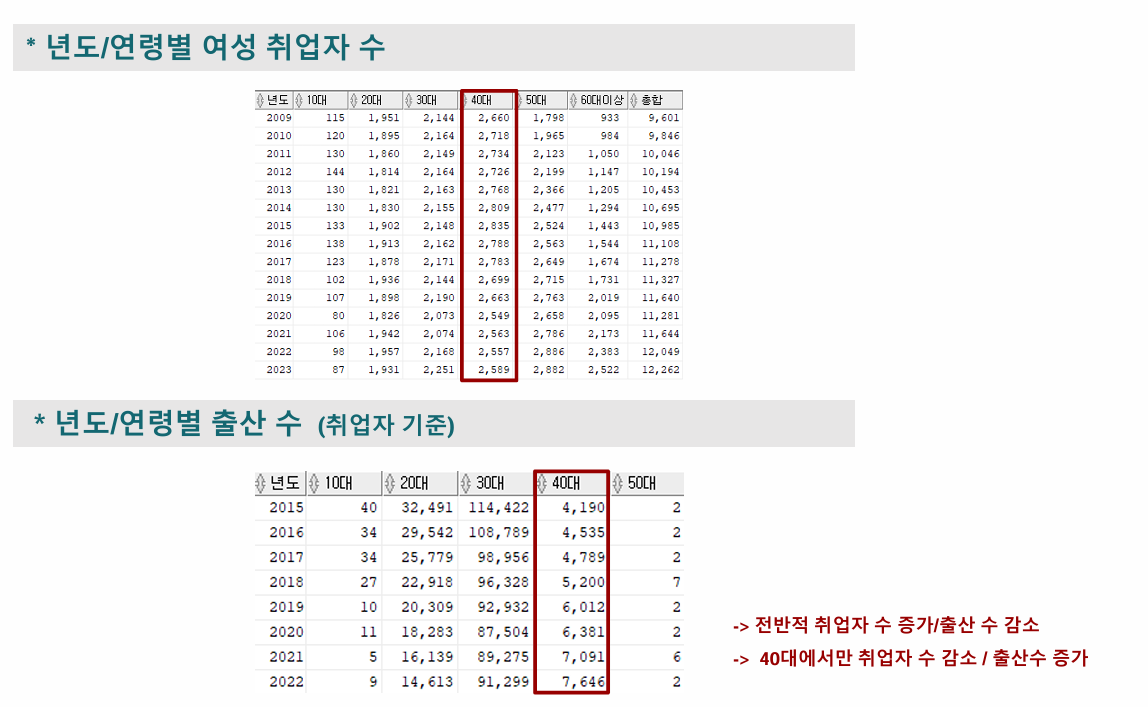 * 년도/연령별 여성 취업자 수
년도 10대 20대 30대 40대 50대 60대이상 총합
2009 115 1,951 2,144 2,660 1,798 933 9,601
2010 120 1,895 2,164 2,718 1,965 984 9,846
2011 130 1,860 2,149 2,734 2,123 1,050 10,046
2012 144 1,814 2,164 2,726 2,199 1,147 10,194
2013 130 1,821 2,163 2,768 2,366 1,205 10,453
2014 130 1,830 2,155 2,809 2,477 1,294 10,695
2015 133 1,902 2,148 2,835 2,524 1,443 10,985
2016 138 1,913 2,162 2,788 2,563 1,544 11,108
2017 123 1,878 2,171 2,783 2,649 1,674 11,278
2018 102 1,936 2,144 2,699 2,715 1,731 11,327
2019 107 1,898 2,190 2,663 2,763 2,019 11,640
2020 80 1,826 2,073 2,549 2,658 2,095 11,281
2021 106 1,942 2,074 2,563 2,786 2,173 11,644
2022 98 1,957 2,168 2,557 2,886 2,383 12,049
2023 87 1,931 2,251 2,589 2,882 2,522 12,262
* 년도/연령별 출산 수 (취업자 기준)
년도 10대 20대 30대 40대 50대
2015 40 32,491 114,422 4,190 2
2016 34 29,542 108,789 4,535 2
2017 34 25,779 98,956 4,789 2
2018 27 22,918 96,328 5,200 7
2019 10 20,309 92,932 6,012 2
2020 11 18,283 87,504 6,381 2
2021 5 16,139 89,275 7,091 6
2022 9 14,613 91,299 7,646 2
-> 전반적 취업자 수 증가/출산 수 감소
-> 40대에서만 취업자 수 감소 / 출산수 증가